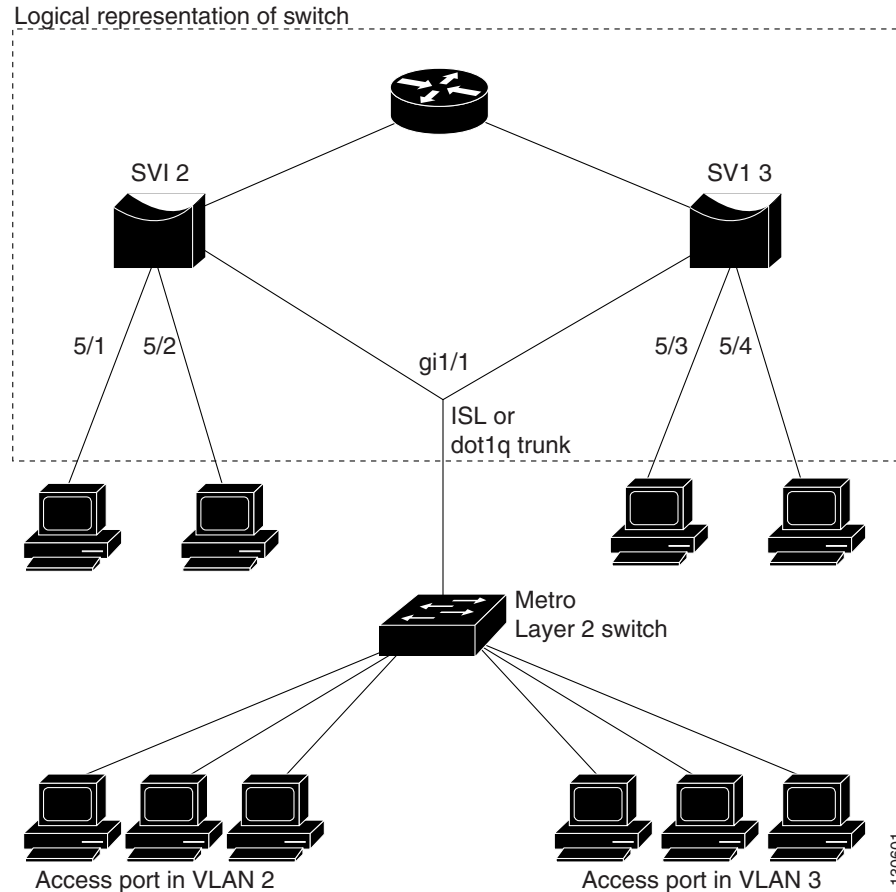 Logical representation of switch
SVI 2
SV1 3
5/1
5/2
gi1/1
5/3
5/4
ISL or
dot1q trunk
Metro
Layer 2 switch
Access port in VLAN 2
Access port in VLAN 3